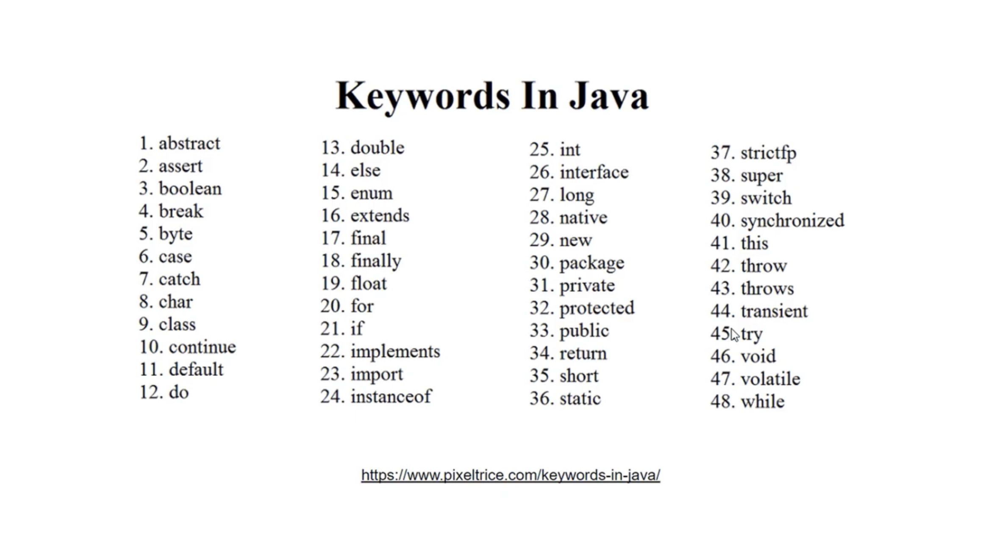 Keywords In Java
1. abstract
2. assert
3. boolean
4. break
5. byte
6. case
7. catch
8. char
9. class
10. continue
11. default
12. do
13. double
14. else
15. enum
16. extends
17. final
18. finally
19. float
20. for
21. if
22. implements
23. import
24. instanceof
25. int
26. interface
27. long
28. native
29. new
30. package
31. private
32. protected
33. public
34. return
35. short
36. static
37. strictfp
38. super
39. switch
40. synchronized
41. this
42. throw
43. throws
44. transient
45. try
46. void
47. volatile
48. while
https://www.pixeltrice.com/keywords-in-java/